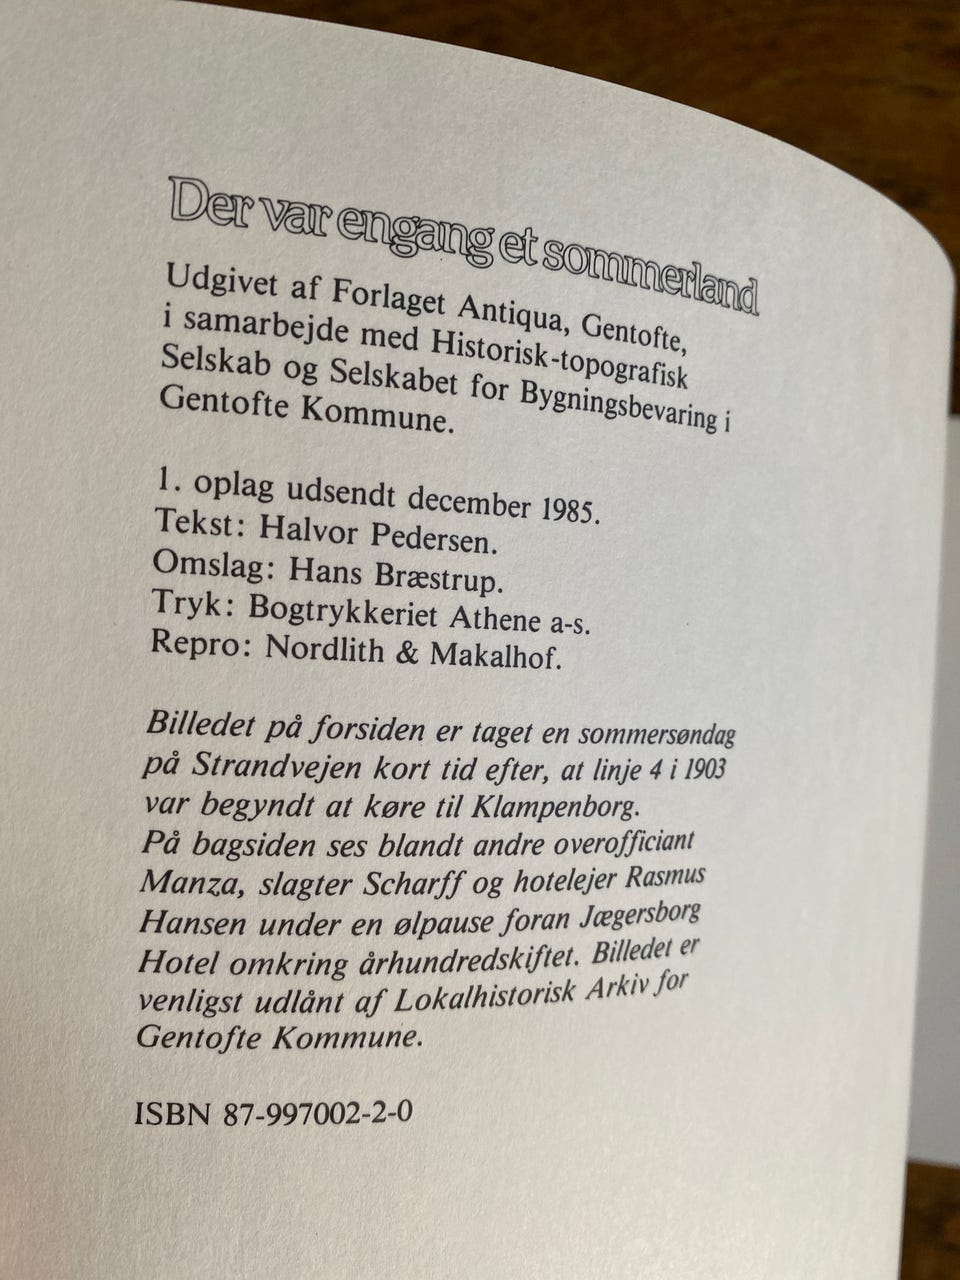 Der var engang et sommerland
Udgivet af Forlaget Antiqua, Gentofte,
i samarbejde med Historisk-topografisk
Selskab og Selskabet for Bygningsbevaring i
Gentofte Kommune.
1. oplag udsendt december 1985.
Tekst: Halvor Pedersen.
Omslag: Hans Bræstrup.
Tryk: Bogtrykkeriet Athene a-s.
Repro: Nordlith & Makalhof.
Billedet på forsiden er taget en sommersøndag
på Strandvejen kort tid efter, at linje 4 i 1903
var begyndt at køre til Klampenborg.
På bagsiden ses blandt andre overofficiant
Manza, slagter Scharff og hotelejer Rasmus
Hansen under en ølpause foran Jægersborg
Hotel omkring århundredskiftet. Billedet er
venligst udlånt af Lokalhistorisk Arkiv for
Gentofte Kommune.
ISBN 87-997002-2-0